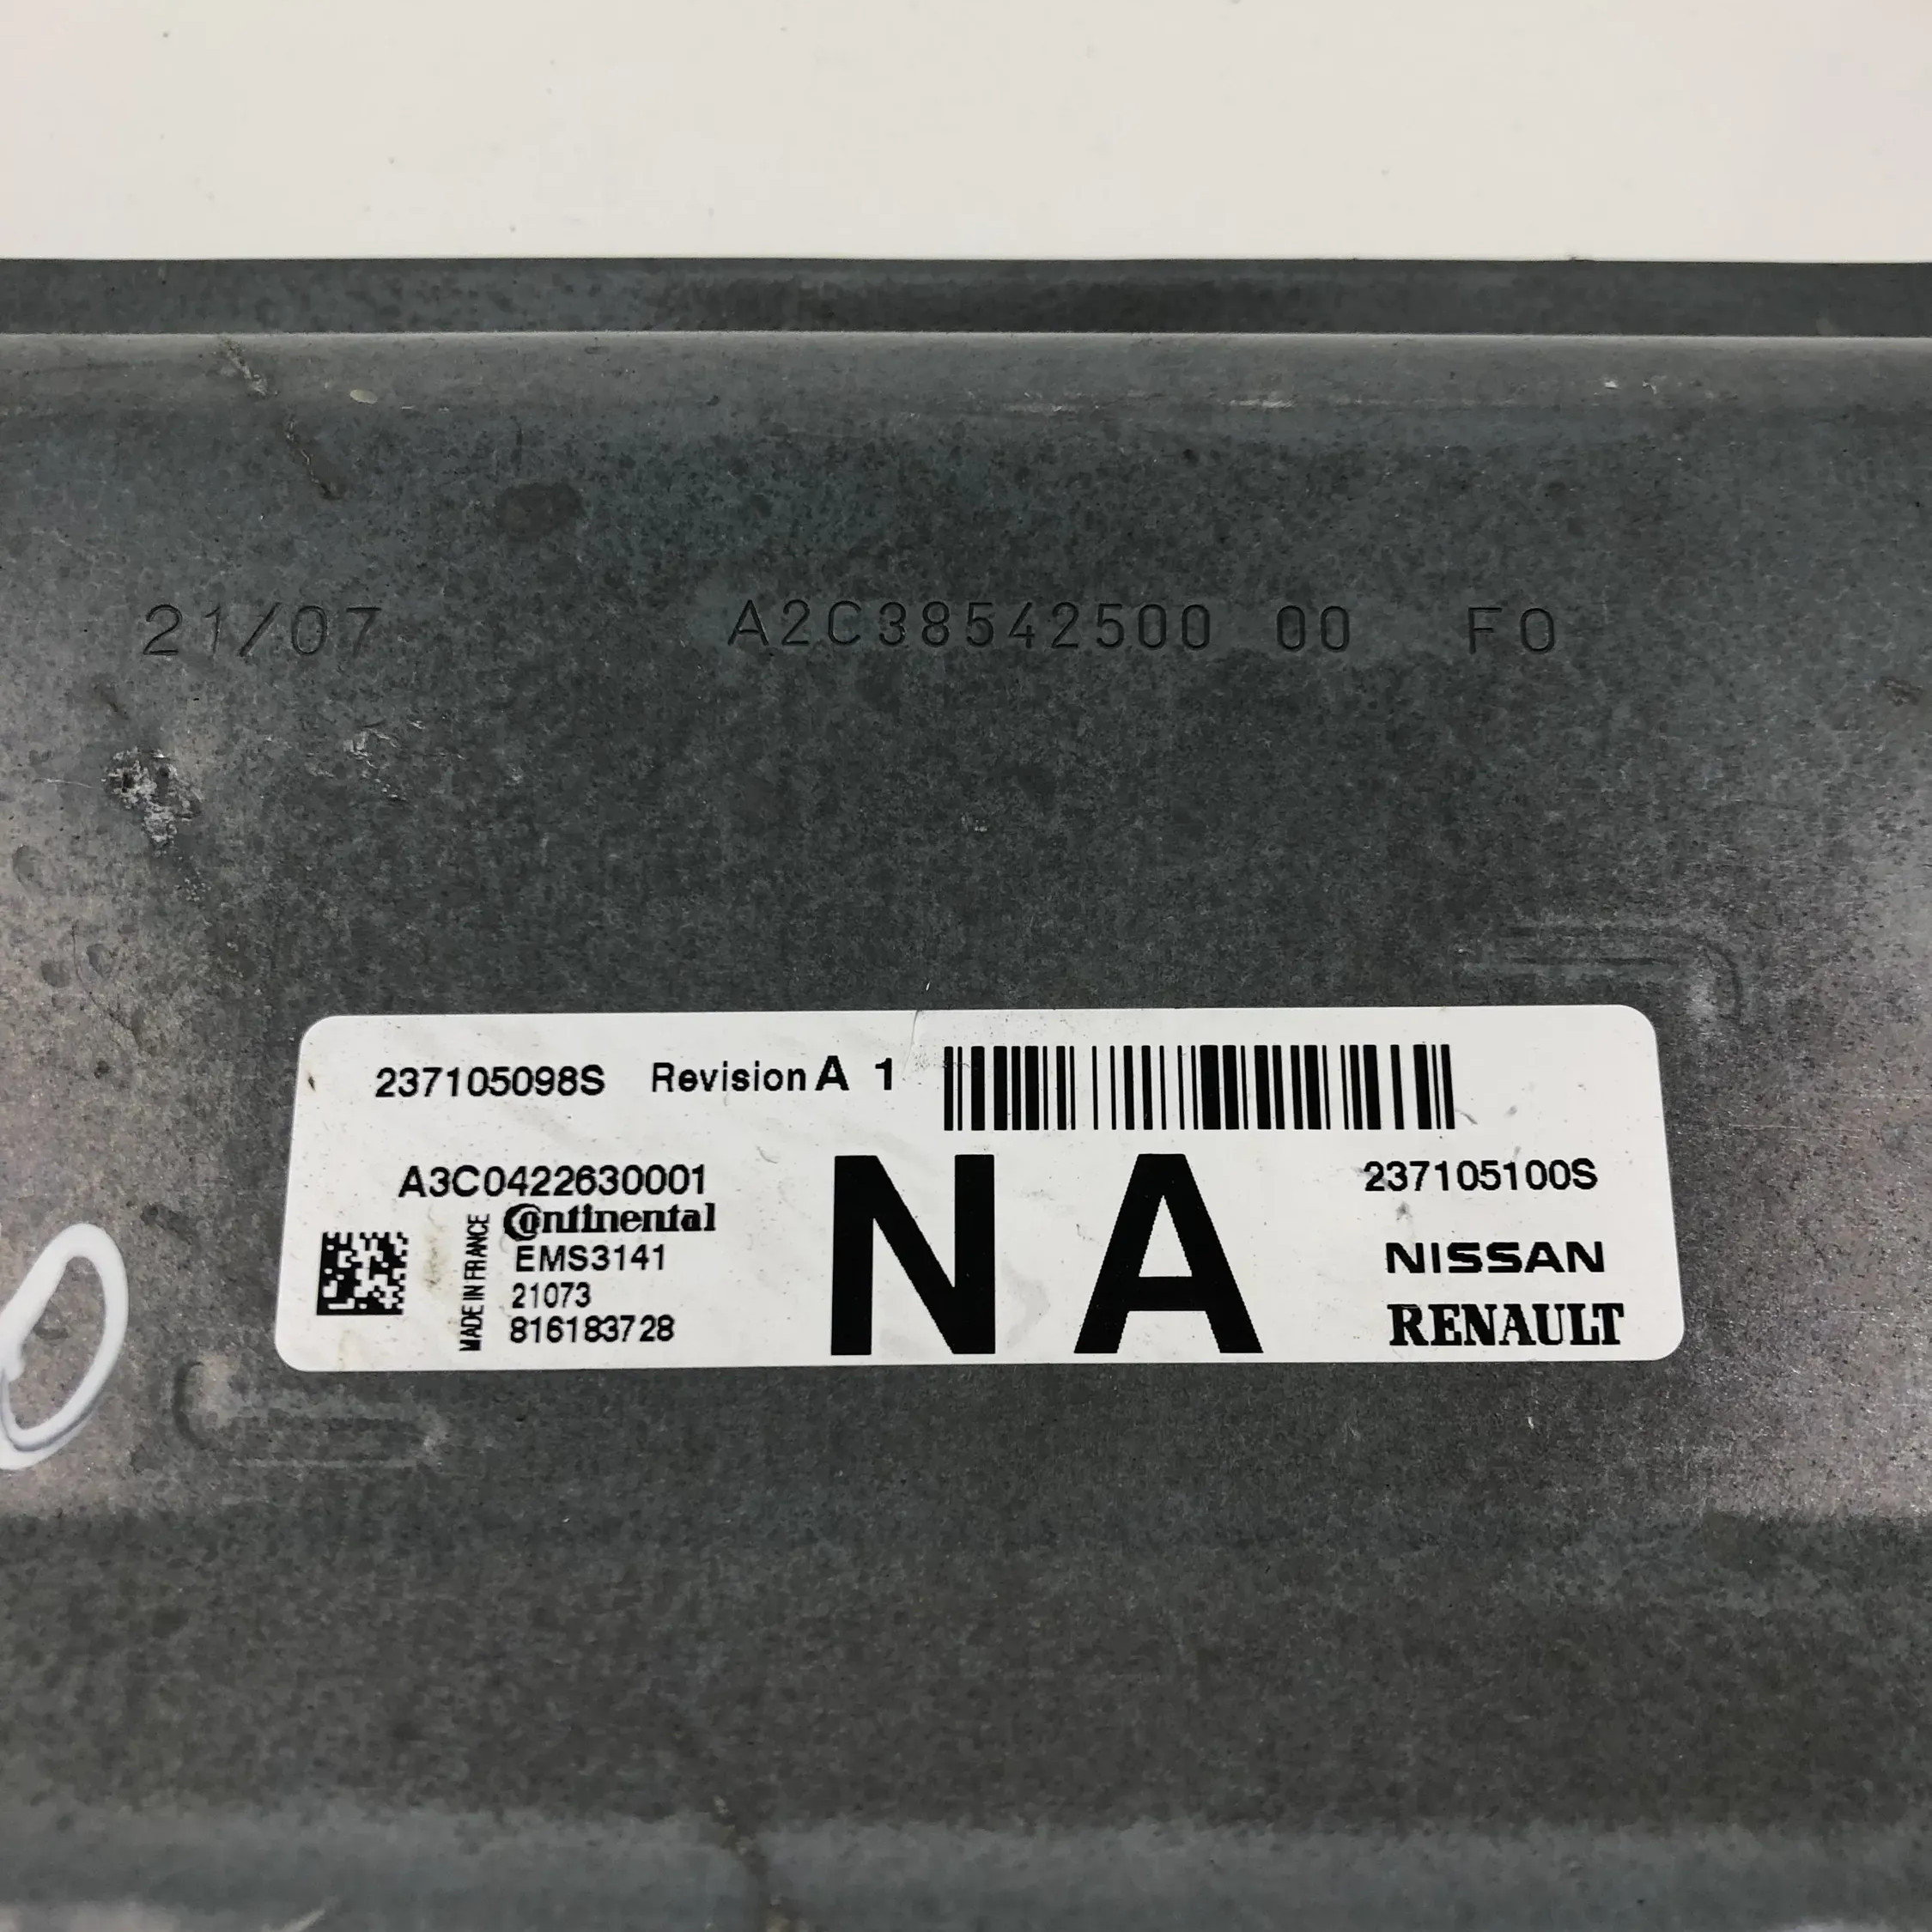 21/07 A2C38542500 00 F0
237105098S Revision A 1
A3C0422630001
Continental
EMS3141
21073
816183728
MADE IN FRANCE
NA
237105100S
NISSAN
RENAULT